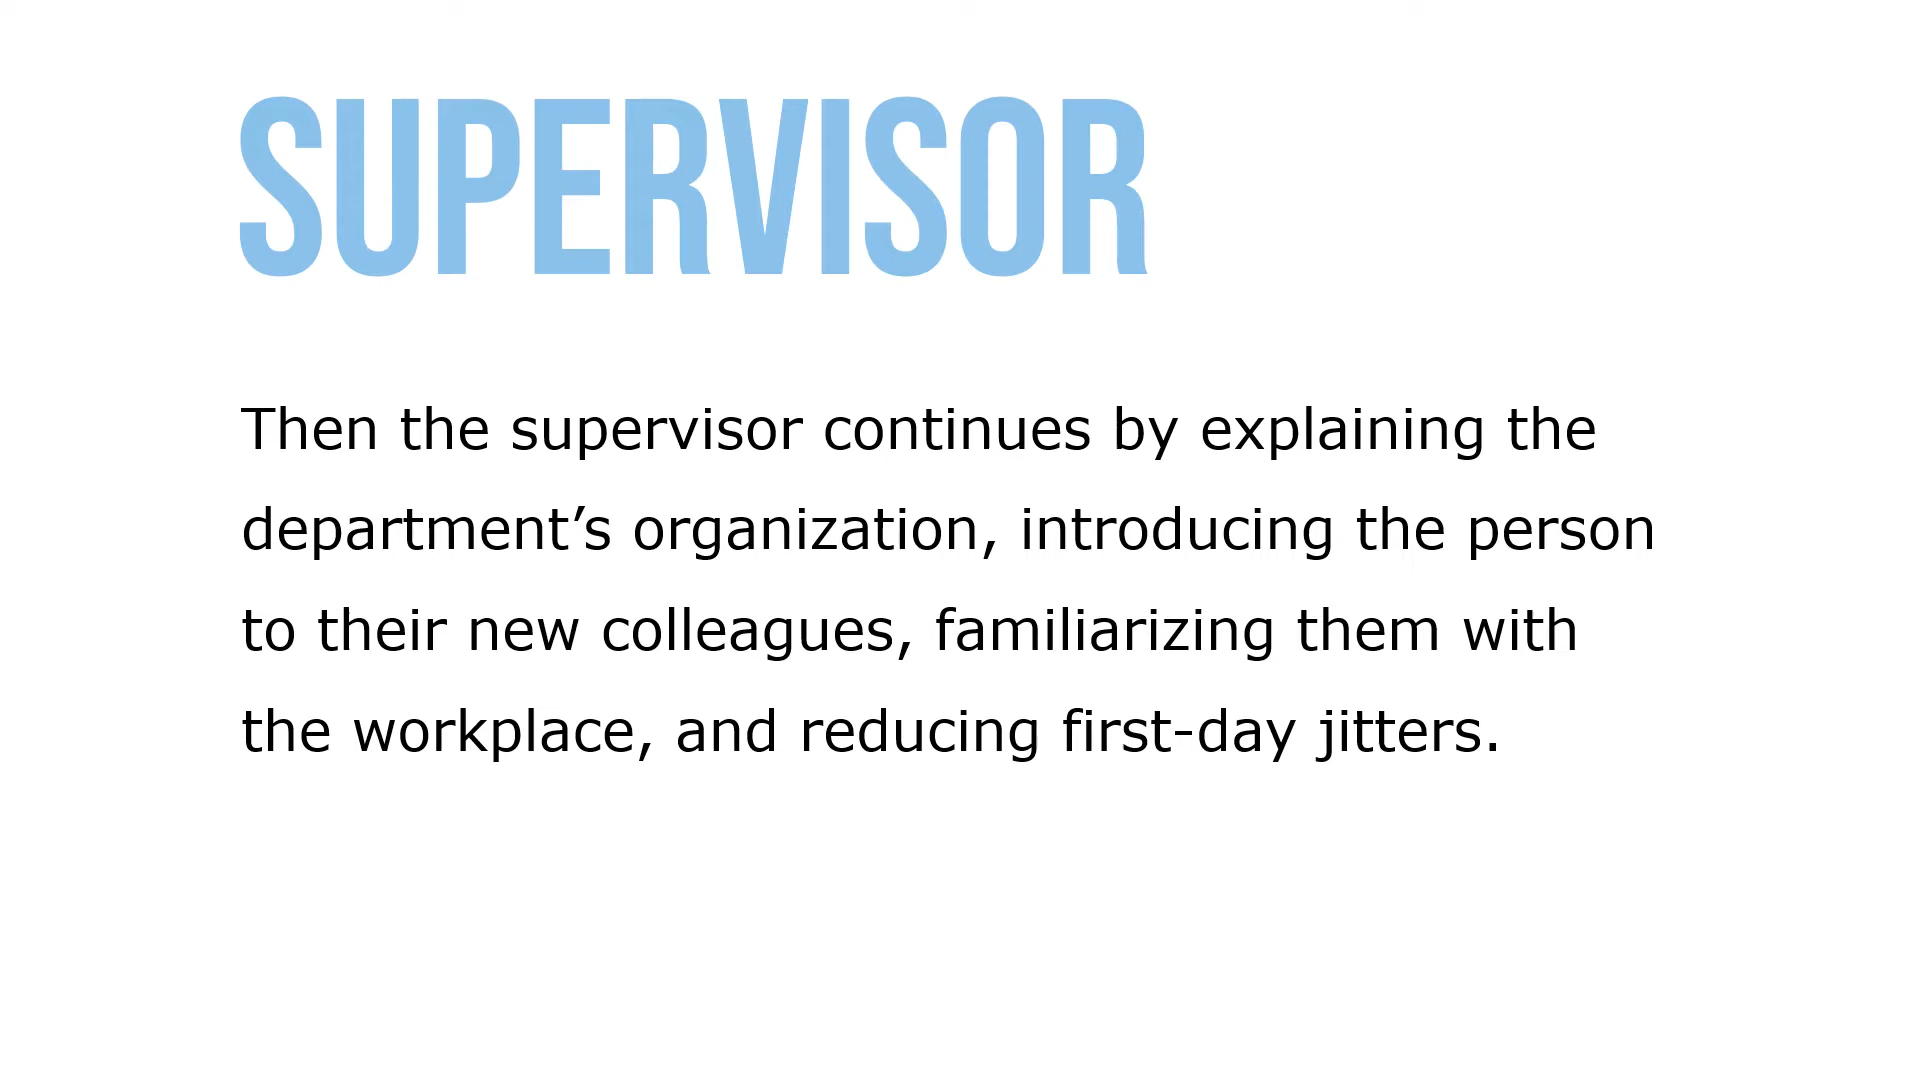 SUPERVISOR
Then the supervisor continues by explaining the
department’s organization, introducing the person
to their new colleagues, familiarizing them with
the workplace, and reducing first-day jitters.